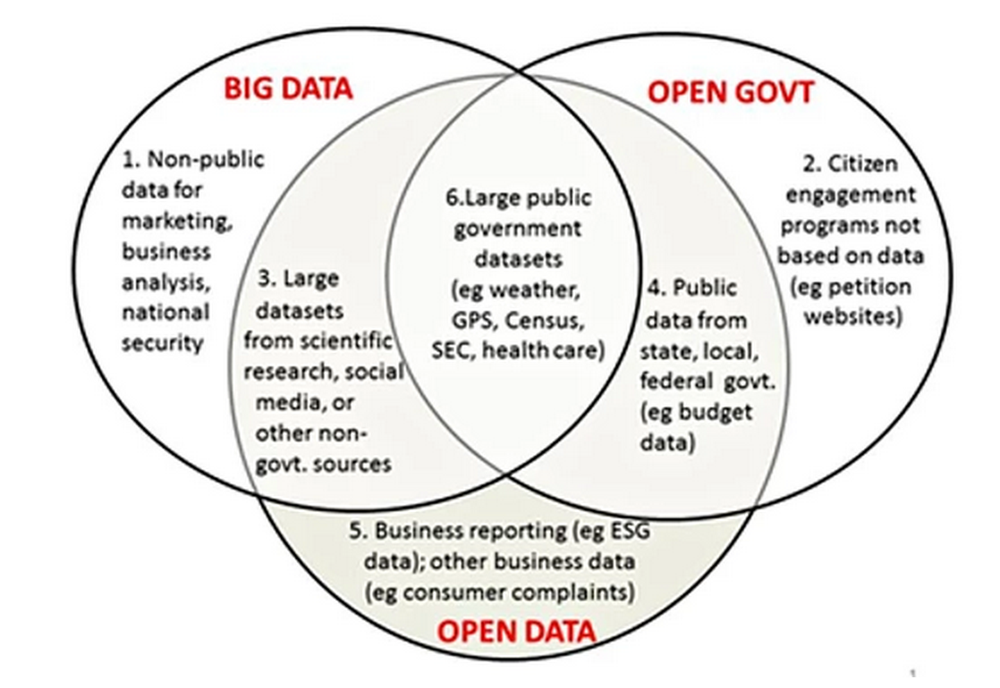 BIG DATA
OPEN GOVT
1. Non-public
data for
marketing,
business
analysis,
national
security
2. Citizen
engagement
programs not
based on data
(eg petition
websites)
6.Large public
government
datasets
(eg weather,
GPS, Census,
SEC, healthcare)
3. Large
datasets
from scientific
research, social
media, or
other non-
govt. sources
4. Public
data from
state, local,
federal govt.
(eg budget
data)
5. Business reporting (eg ESG
data); other business data
(eg consumer complaints)
OPEN DATA
1